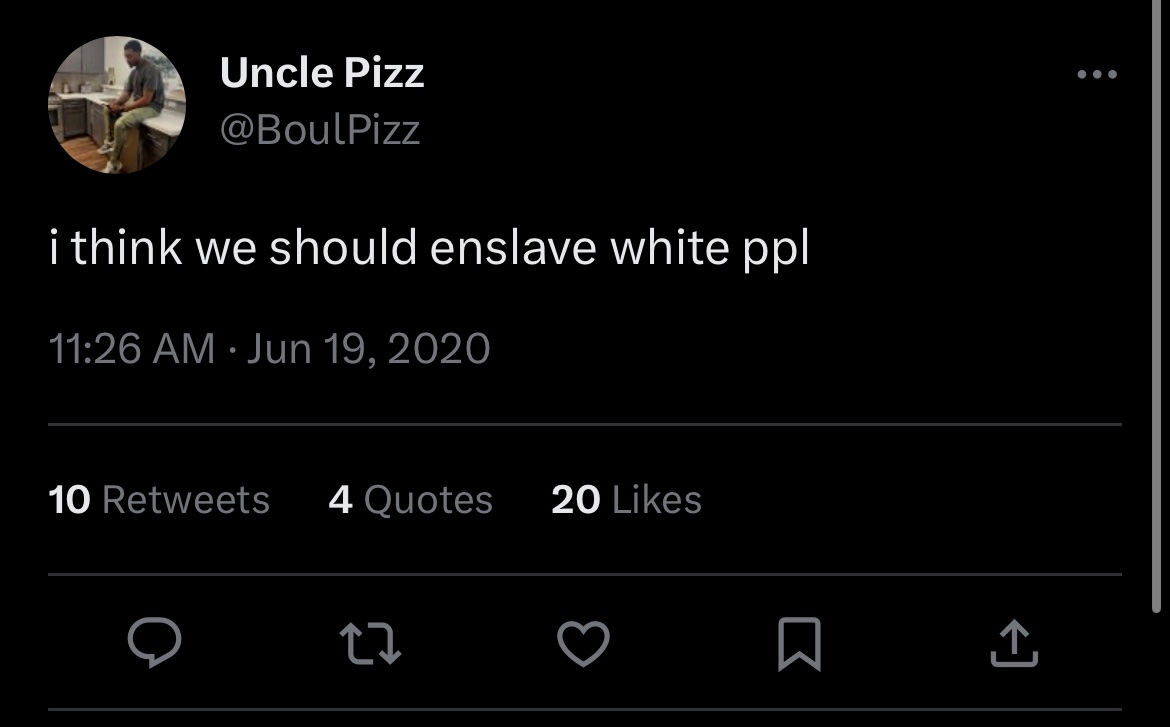 Uncle Pizz
@BoulPizz
i think we should enslave white ppl
11:26 AM · Jun 19, 2020
10 Retweets 4 Quotes 20 Likes